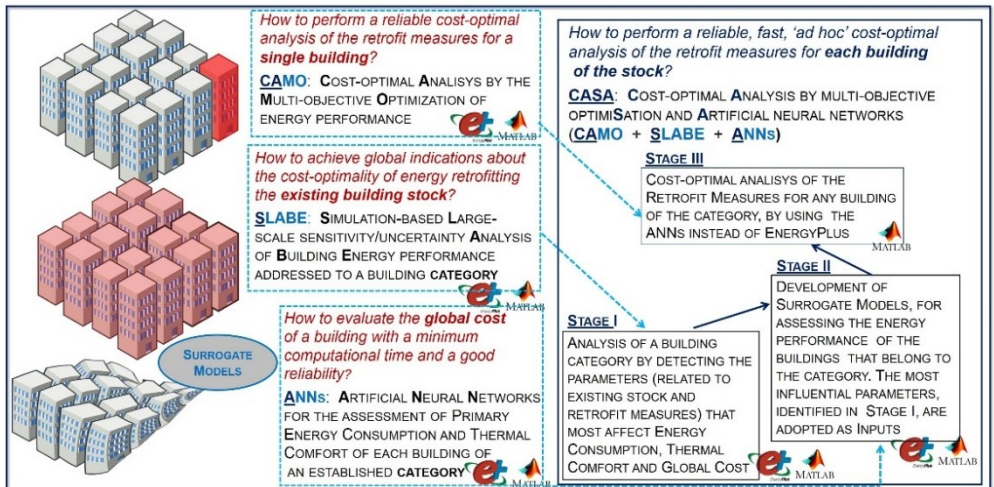 How to perform a reliable cost-optimal
analysis of the retrofit measures for a
single building?
CAMO: COST-OPTIMAL ANALISYS BY THE
MULTI-OBJECTIVE OPTIMIZATION OF
ENERGY PERFORMANCE
e+ MATLAB
How to achieve global indications about
the cost-optimality of energy retrofitting
the existing building stock?
SLABE: SIMULATION-BASED LARGE-
SCALE SENSITIVITY/UNCERTAINTY ANALYSIS
OF BUILDING ENERGY PERFORMANCE
ADDRESSED TO A BUILDING CATEGORY
e+ MATLAB
SURROGATE
MODELS
How to evaluate the global cost
of a building with a minimum
computational time and a good
reliability?
ANNS: ARTIFICIAL NEURAL NETWORKS
FOR THE ASSESSMENT OF PRIMARY
ENERGY CONSUMPTION AND THERMAL
COMFORT OF EACH BUILDING OF
AN ESTABLISHED CATEGORY
e+ MATLAB
How to perform a reliable, fast, 'ad hoc' cost-optimal
analysis of the retrofit measures for each building
of the stock?
CASA: COST-OPTIMAL ANALYSIS BY MULTI-OBJECTIVE
OPTIMISATION AND ARTIFICIAL NEURAL NETWORKS
(CAMO + SLABE + ANNS)
STAGE III
COST-OPTIMAL ANALISYS OF THE
RETROFIT MEASURES FOR ANY BUILDING
OF THE CATEGORY, BY USING THE
ANNS INSTEAD OF ENERGYPLUS
MATLAB
STAGE II
DEVELOPMENT OF
SURROGATE MODELS, FOR
ASSESSING THE ENERGY
PERFORMANCE OF THE
BUILDINGS THAT BELONG TO
THE CATEGORY. THE MOST
INFLUENTIAL PARAMETERS,
IDENTIFIED IN STAGE I, ARE
ADOPTED AS INPUTS
e+ MATLAB
STAGE I
ANALYSIS OF A BUILDING
CATEGORY BY DETECTING THE
PARAMETERS (RELATED TO
EXISTING STOCK AND
RETROFIT MEASURES) THAT
MOST AFFECT ENERGY
CONSUMPTION, THERMAL
COMFORT AND GLOBAL COST
e+ MATLAB